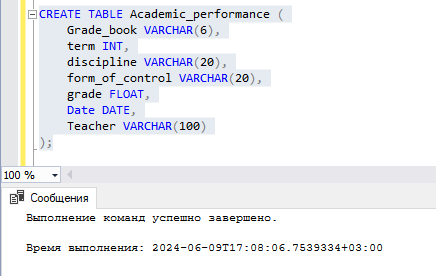 CREATE TABLE Academic_performance (
Grade_book VARCHAR(6),
term INT,
discipline VARCHAR(20),
form_of_control VARCHAR(20),
grade FLOAT,
Date DATE,
Teacher VARCHAR(100)
);
100 %
Сообщения
Выполнение команд успешно завершено.
Время выполнения: 2024-06-09T17:08:06.7539334+03:00